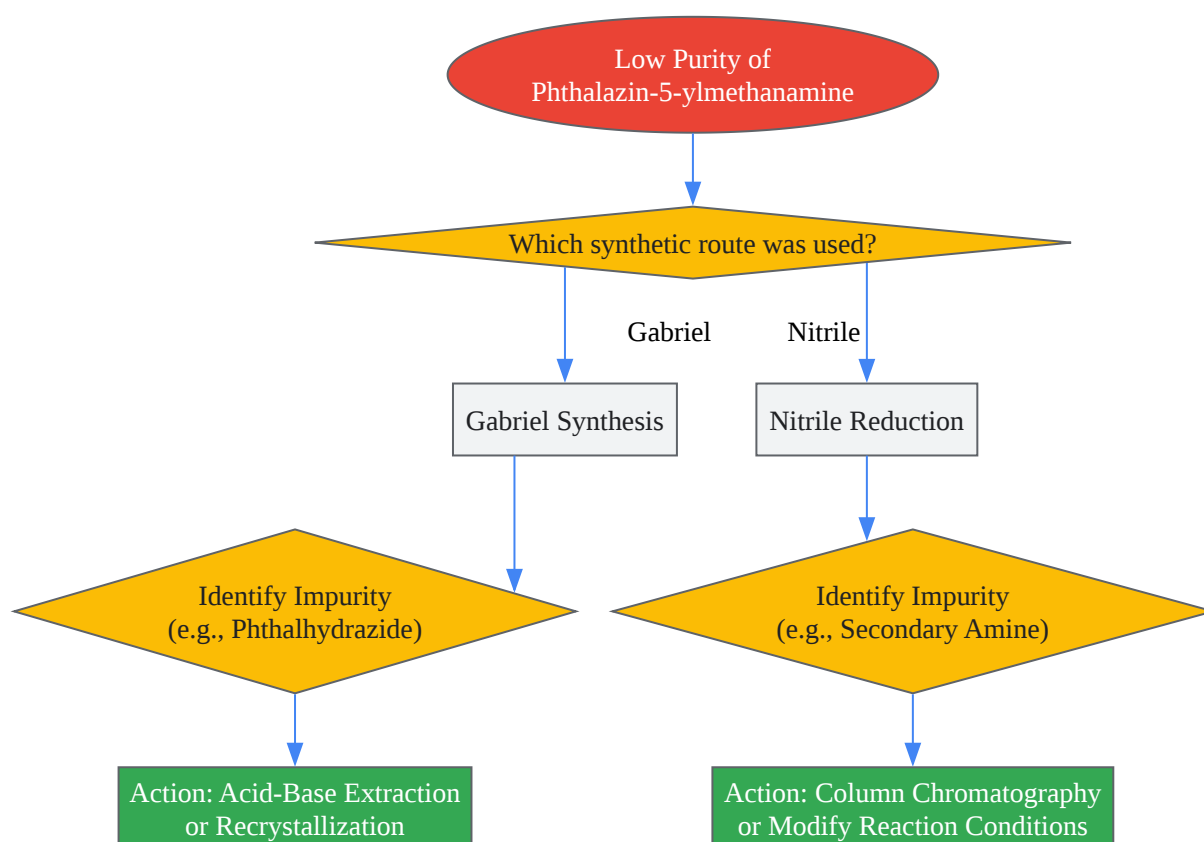 Low Purity of
Phthalazin-5-ylmethanamine
Which synthetic route was used?
Gabriel
Nitrile
Gabriel Synthesis
Nitrile Reduction
Identify Impurity
(e.g., Phthalhydrazide)
Identify Impurity
(e.g., Secondary Amine)
Action: Acid-Base Extraction
or Recrystallization
Action: Column Chromatography
or Modify Reaction Conditions